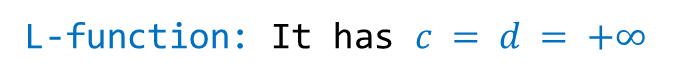 L-function: It has c = d = +∞